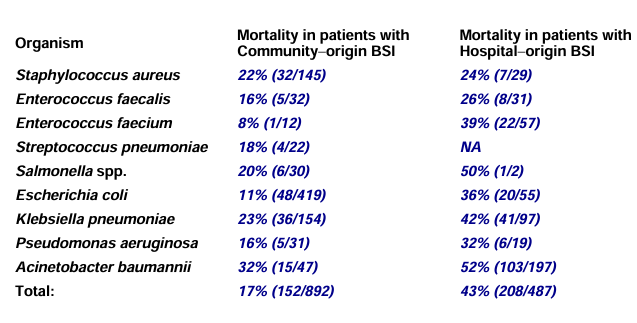 Organism Mortality in patients with Community–origin BSI Mortality in patients with Hospital–origin BSI
Staphylococcus aureus 22% (32/145) 24% (7/29)
Enterococcus faecalis 16% (5/32) 26% (8/31)
Enterococcus faecium 8% (1/12) 39% (22/57)
Streptococcus pneumoniae 18% (4/22) NA
Salmonella spp. 20% (6/30) 50% (1/2)
Escherichia coli 11% (48/419) 36% (20/55)
Klebsiella pneumoniae 23% (36/154) 42% (41/97)
Pseudomonas aeruginosa 16% (5/31) 32% (6/19)
Acinetobacter baumannii 32% (15/47) 52% (103/197)
Total: 17% (152/892) 43% (208/487)